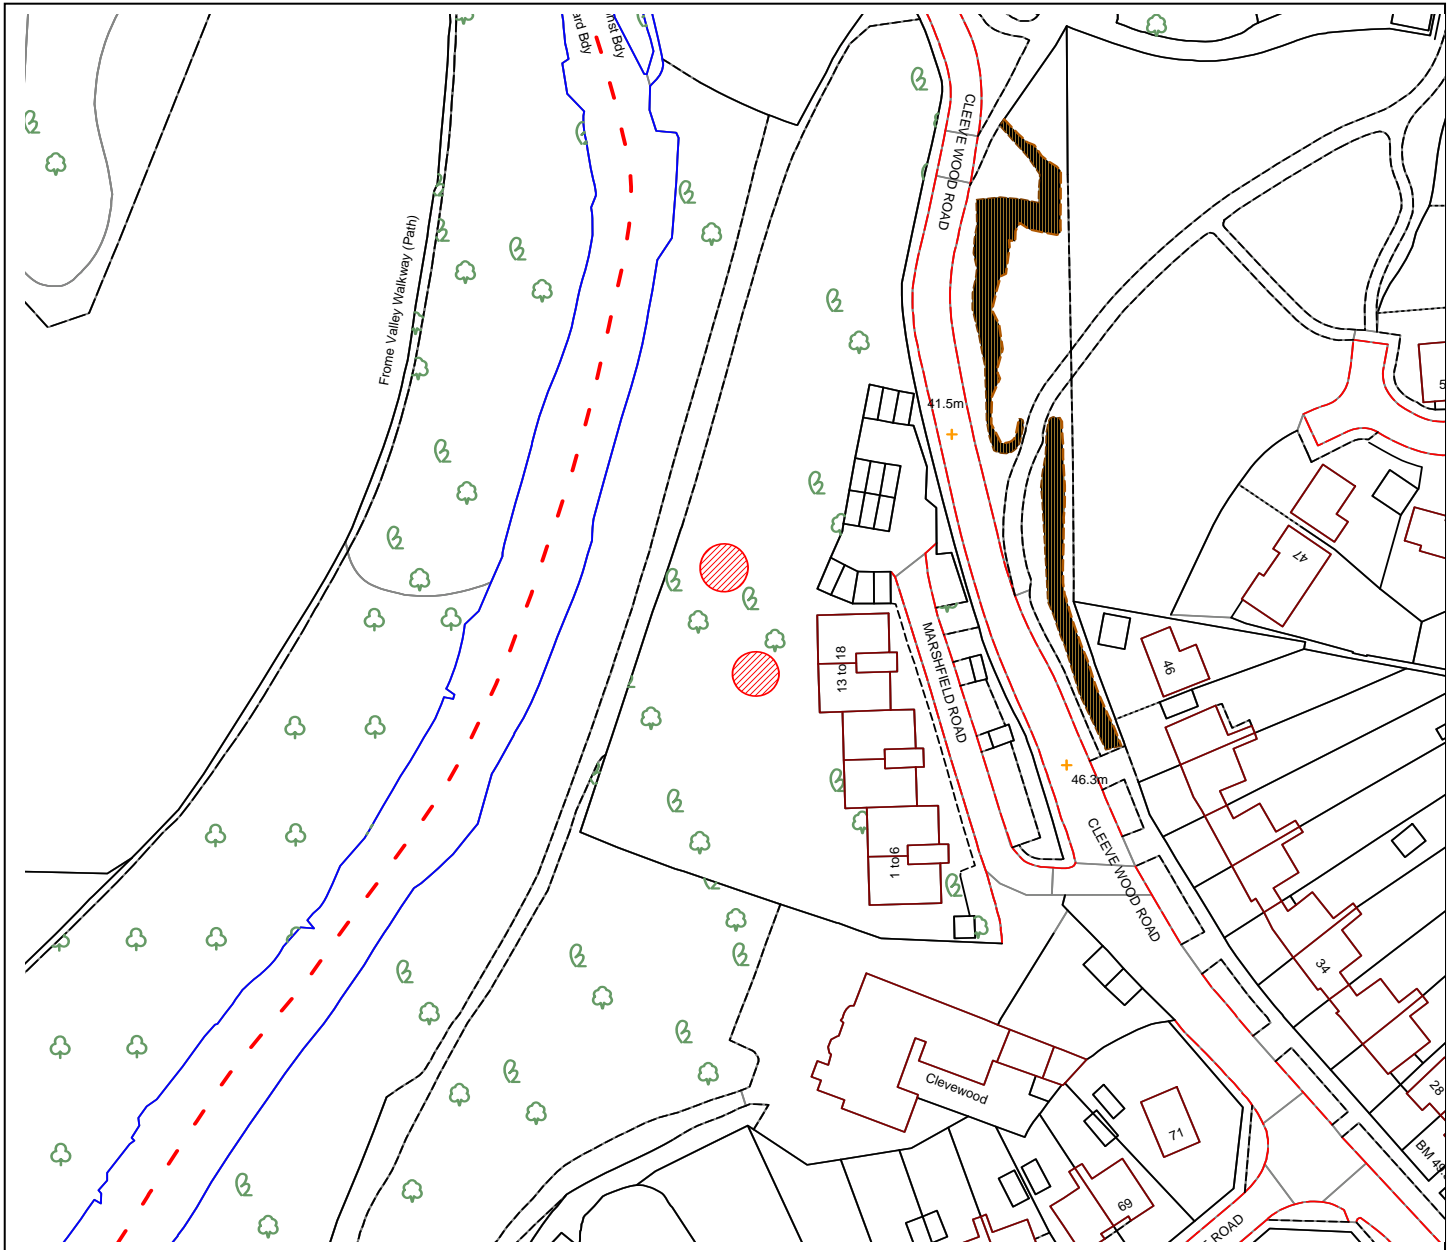 ard Bdy
nst Bdy
CLEEVE WOOD ROAD
Frome Valley Walkway (Path)
41.5m
5
47
46
13 to 18
MARSHFIELD ROAD
46.3m
1 to 6
CLEEVE WOOD ROAD
34
Clevewood
28
71
BM 49
69
ROAD